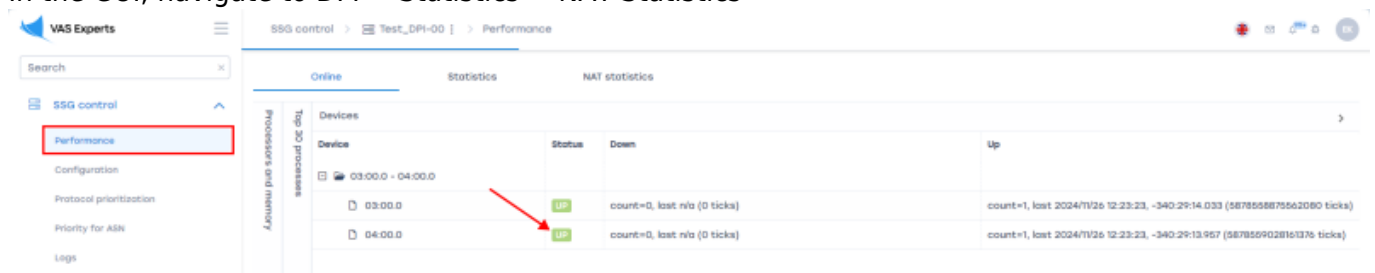 VAS Experts
SSG control > Test_DPI-00 [ > Performance
EK
Search ×
Online Statistics NAT statistics
SSG control
Performance
Configuration
Protocol prioritization
Priority for ASN
Logs
Processors and memory
Top 30 processes
Devices
Device Status Down Up
03:00.0 - 04:00.0
03:00.0 UP count=0, last n/a (0 ticks) count=1, last 2024/11/26 12:23:23, -340:29:14.033 (5878558875562080 ticks)
04:00.0 UP count=0, last n/a (0 ticks) count=1, last 2024/11/26 12:23:23, -340:29:13.957 (5878559028161376 ticks)